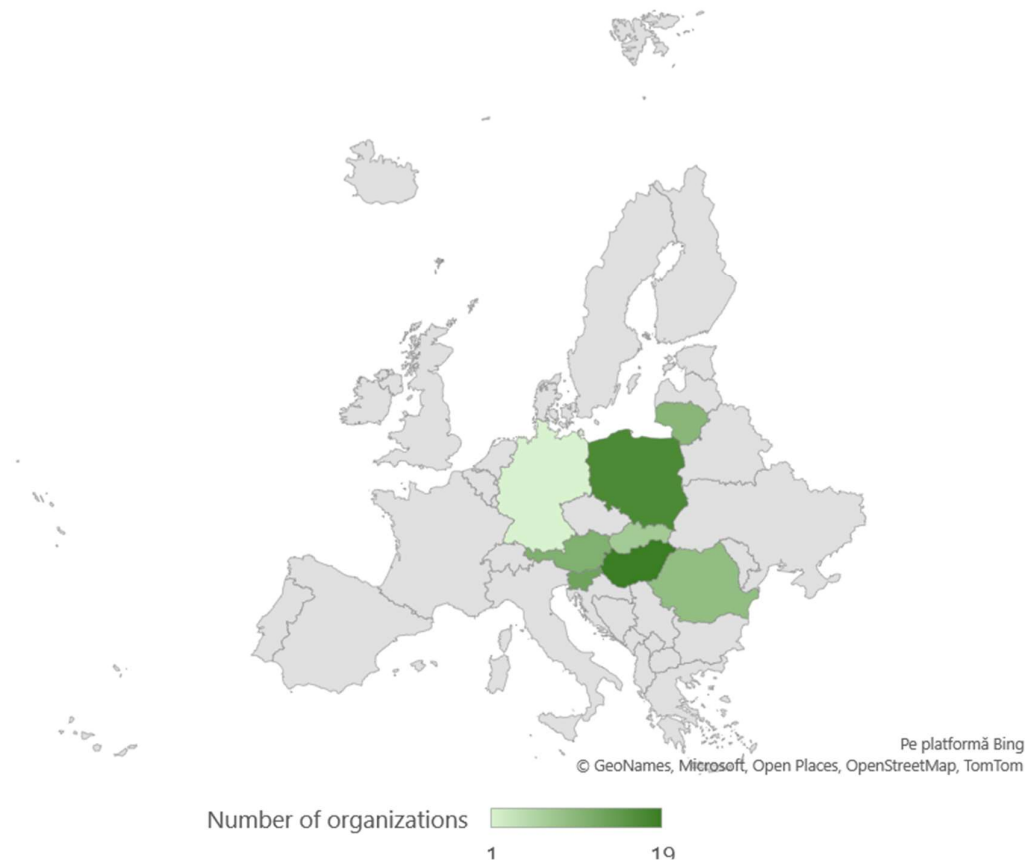 Pe platformă Bing
© GeoNames, Microsoft, Open Places, OpenStreetMap, TomTom
Number of organizations
1 19